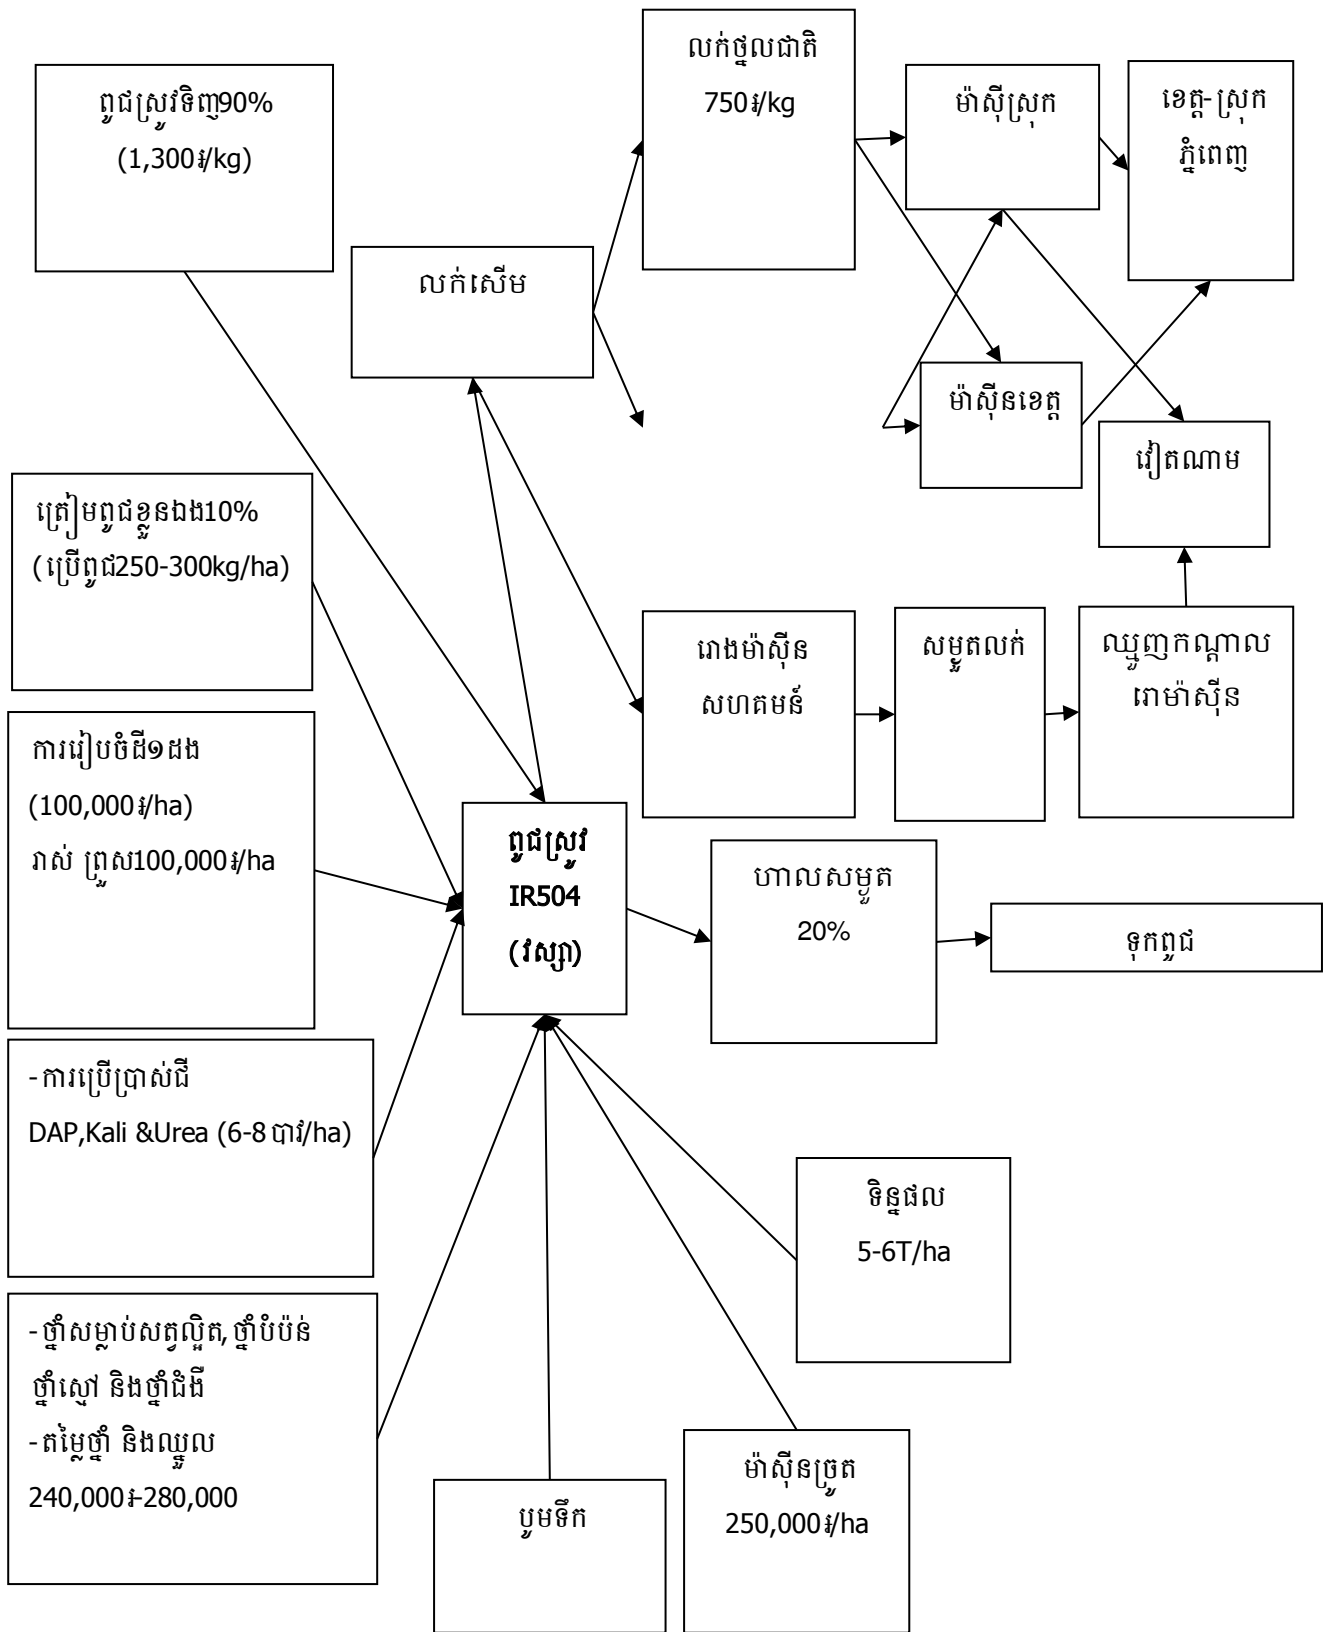 លក់ថ្នលជាតិ
750៛/kg
ម៉ាស៊ីស្រុក
ខេត្ត-ស្រុក
ភ្នំពេញ
ពូជស្រូវទិញ90%
(1,300៛/kg)
លក់សើម
ម៉ាស៊ីនខេត្ត
វៀតណាម
ត្រៀមពូជខ្លួនឯង10%
(ប្រើពូជ250-300kg/ha)
រោងម៉ាស៊ីន
សហគមន៍
សម្ងួតលក់
ឈ្មួញកណ្តាល
រោម៉ាស៊ីន
ការរៀបចំដី១ដង
(100,000៛/ha)
រាស់ ព្រួស100,000៛/ha
ពូជស្រូវ
IR504
(វស្សា)
ហាលសម្ងួត
20%
ទុកពូជ
-ការប្រើប្រាស់ជី
DAP,Kali &Urea (6-8 បាវ/ha)
ទិន្នផល
5-6T/ha
-ថ្នាំសម្លាប់សត្វល្អិត,ថ្នាំបំប៉ន់
ថ្នាំស្មៅ និងថ្នាំជំងឺ
-តម្លៃថ្នាំ និងឈ្នួល
240,000៛-280,000
បូមទឹក
ម៉ាស៊ីនច្រូត
250,000៛/ha